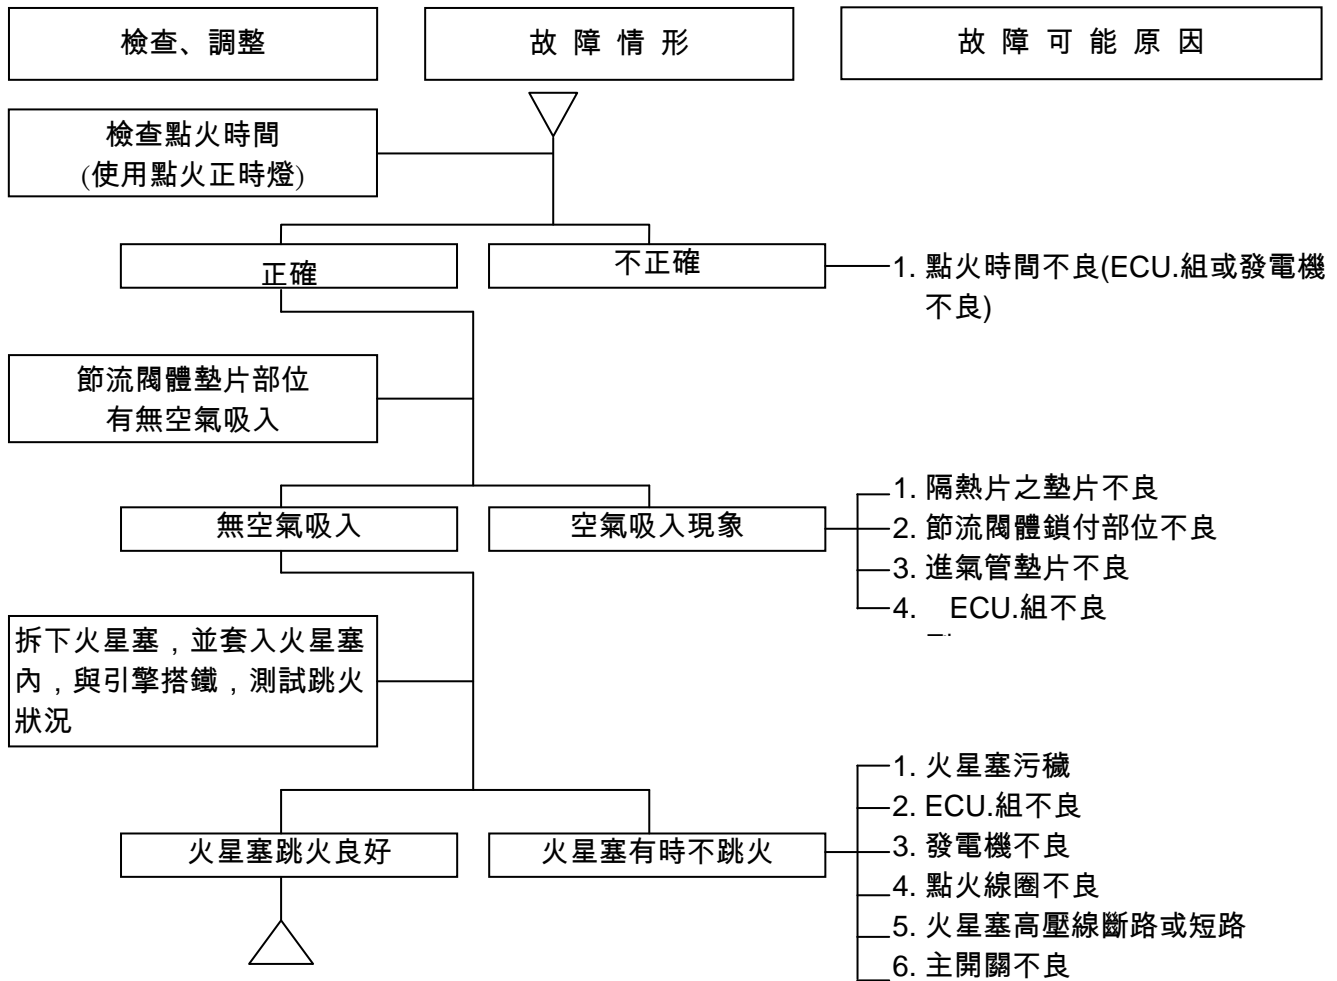 檢查、調整
故 障 情 形
故 障 可 能 原 因
檢查點火時間
(使用點火正時燈)
正確
不正確
1. 點火時間不良(ECU.組或發電機
不良)
節流閥體墊片部位
有無空氣吸入
無空氣吸入
空氣吸入現象
1. 隔熱片之墊片不良
2. 節流閥體鎖付部位不良
3. 進氣管墊片不良
4. ECU.組不良
拆下火星塞，並套入火星塞
內，與引擎搭鐵，測試跳火
狀況
火星塞跳火良好
火星塞有時不跳火
1. 火星塞污穢
2. ECU.組不良
3. 發電機不良
4. 點火線圈不良
5. 火星塞高壓線斷路或短路
6. 主開關不良